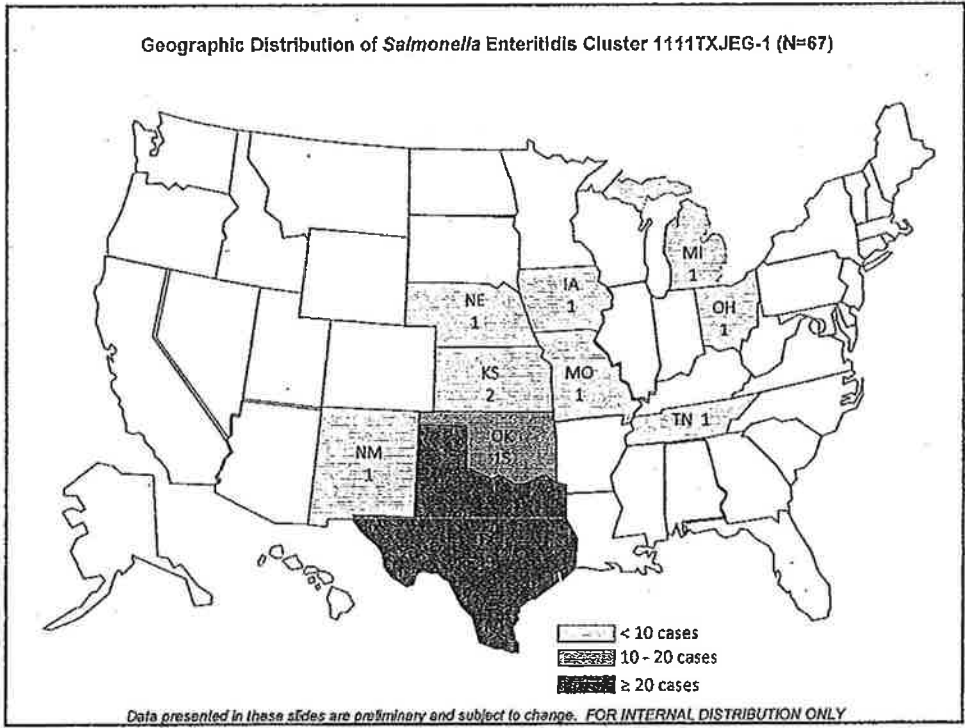 Geographic Distribution of Salmonella Enteritidis Cluster 1111TXJEG-1 (N=67)
MI
1
IA
1
NE
1
OH
1
KS
2
MO
1
TN 1
OK
15
NM
1
< 10 cases
10 - 20 cases
≥ 20 cases
Data presented in these slides are preliminary and subject to change. FOR INTERNAL DISTRIBUTION ONLY